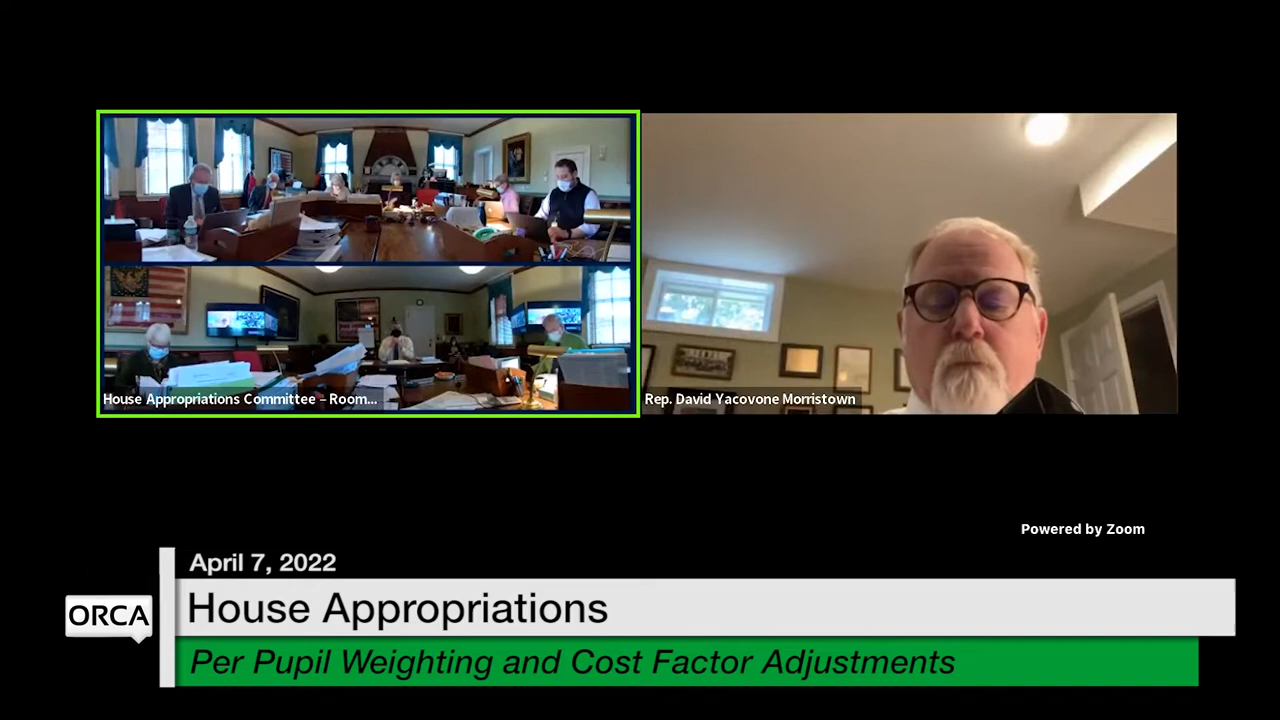 House Appropriations Committee – Room...
Rep. David Yacovone Morristown
Powered by Zoom
April 7, 2022
ORCA
House Appropriations
Per Pupil Weighting and Cost Factor Adjustments